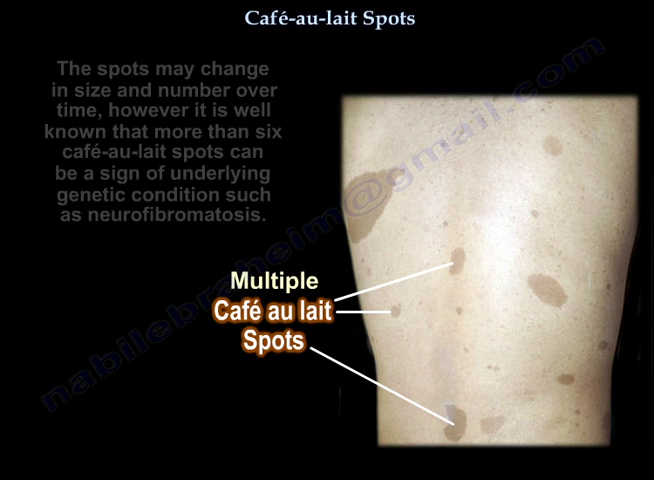 Café-au-lait Spots
The spots may change
in size and number over
time, however it is well
known that more than six
café-au-lait spots can
be a sign of underlying
genetic condition such
as neurofibromatosis.
Multiple
Café au lait
Spots
nabilebraheim@gmail.com